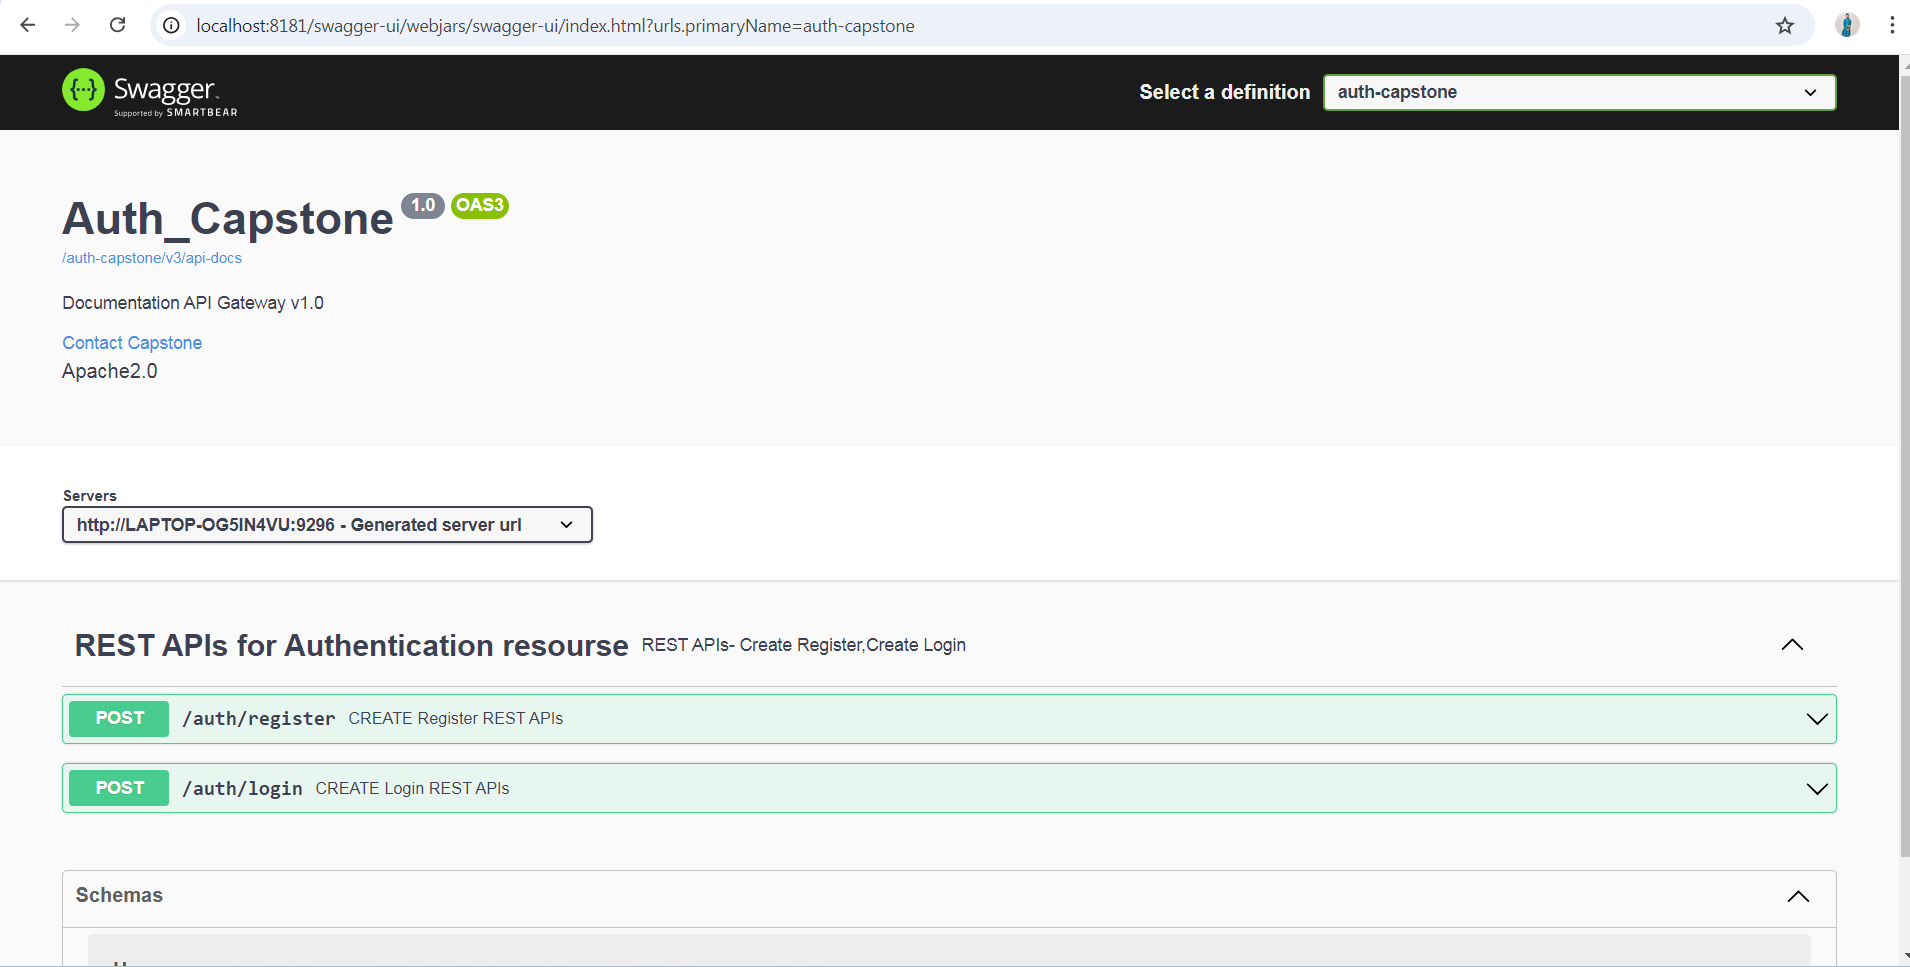 localhost:8181/swagger-ui/webjars/swagger-ui/index.html?urls.primaryName=auth-capstone
Swagger
Supported by SMARTBEAR
Select a definition
auth-capstone
Auth_Capstone 1.0 OAS3
/auth-capstone/v3/api-docs
Documentation API Gateway v1.0
Contact Capstone
Apache2.0
Servers
http://LAPTOP-OG5IN4VU:9296 - Generated server url
REST APIs for Authentication resourse REST APIs- Create Register,Create Login
POST /auth/register CREATE Register REST APIs
POST /auth/login CREATE Login REST APIs
Schemas